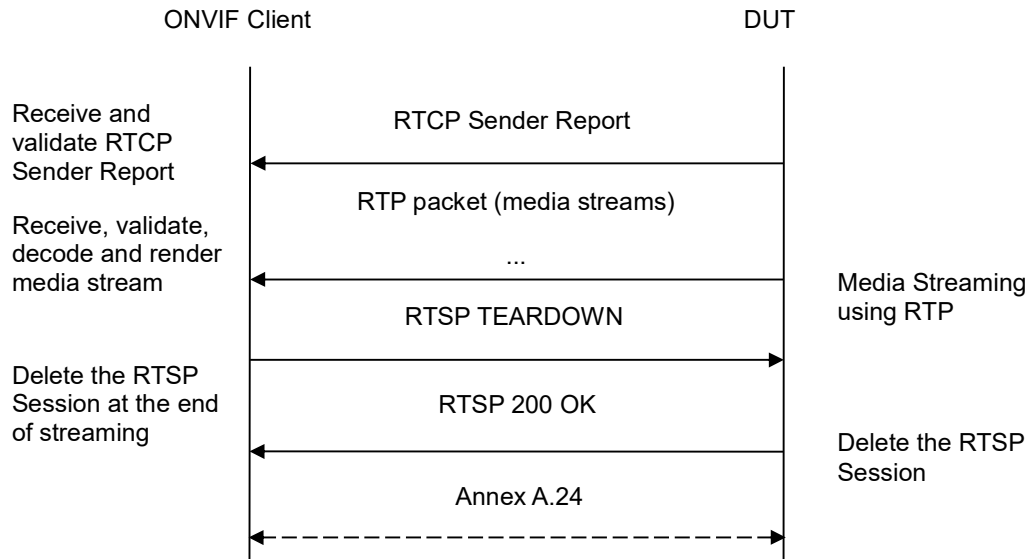 ONVIF Client
DUT
Receive and
validate RTCP
Sender Report
RTCP Sender Report
RTP packet (media streams)
Receive, validate,
decode and render
media stream
...
Media Streaming
using RTP
RTSP TEARDOWN
Delete the RTSP
Session at the end
of streaming
RTSP 200 OK
Delete the RTSP
Session
Annex A.24